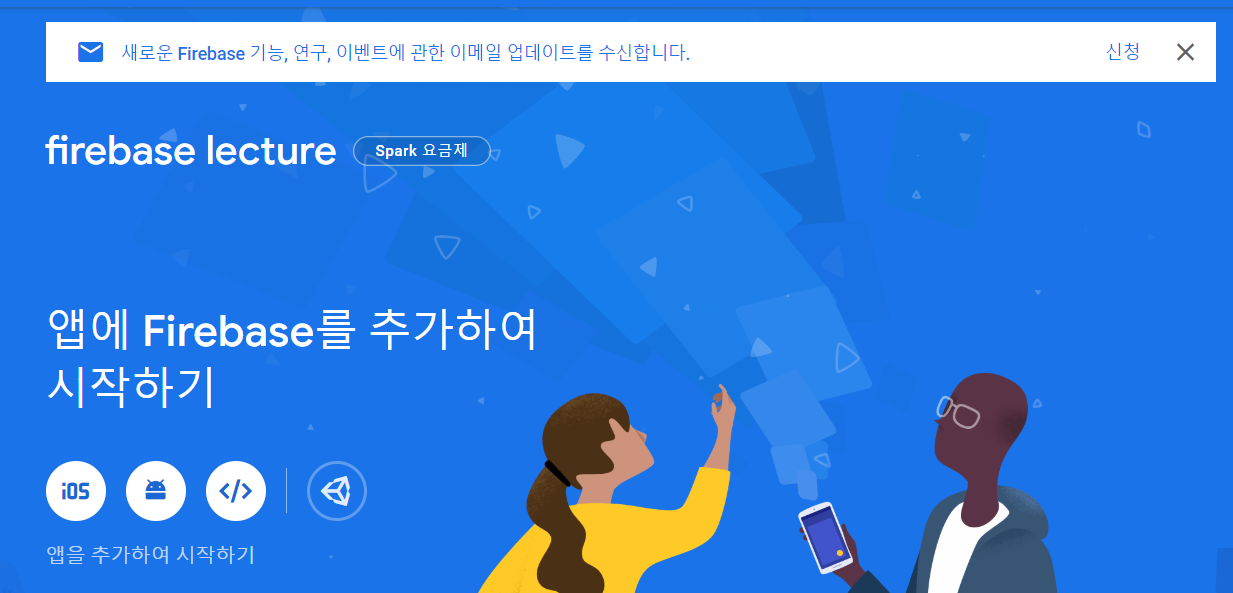 새로운 Firebase 기능, 연구, 이벤트에 관한 이메일 업데이트를 수신합니다.
신청
firebase lecture
Spark 요금제
앱에 Firebase를 추가하여
시작하기
iOS
</>
앱을 추가하여 시작하기